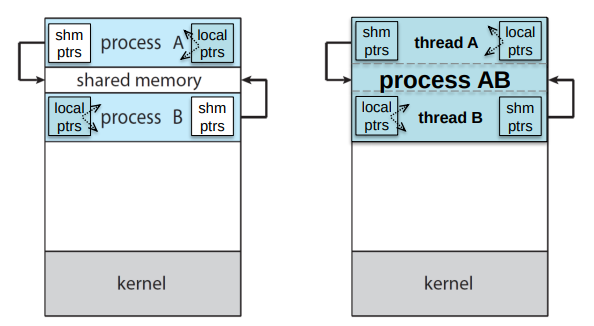 shm
ptrs
process A
local
ptrs
shared memory
local
ptrs
process B
shm
ptrs
kernel
shm
ptrs
thread A
local
ptrs
process AB
local
ptrs
thread B
shm
ptrs
kernel